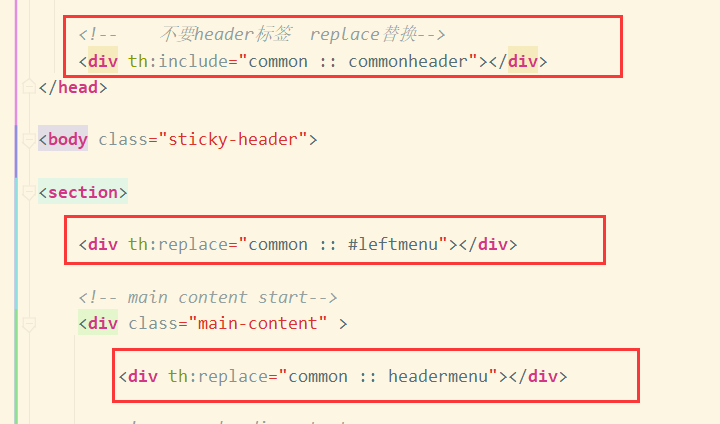 <!--    不要header标签  replace替换-->
<div th:include="common :: commonheader"></div>
</head>
<body class="sticky-header">
<section>
<div th:replace="common :: #leftmenu"></div>
<!-- main content start-->
<div class="main-content" >
<div th:replace="common :: headermenu"></div>